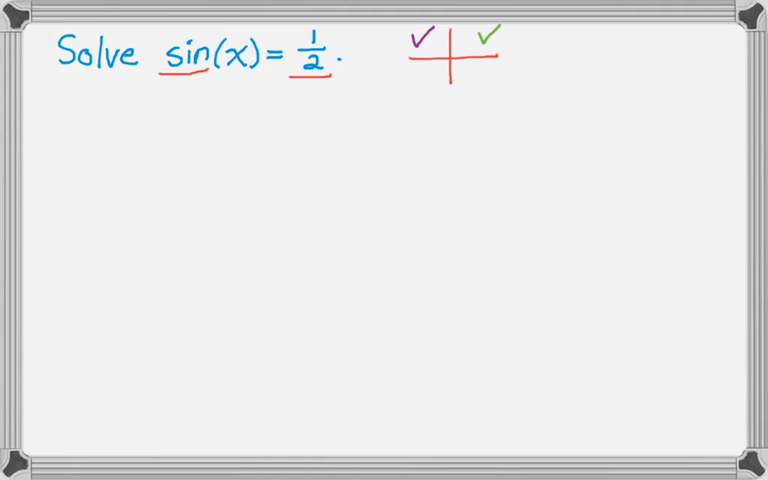 Solve sin(x) = 1/2.